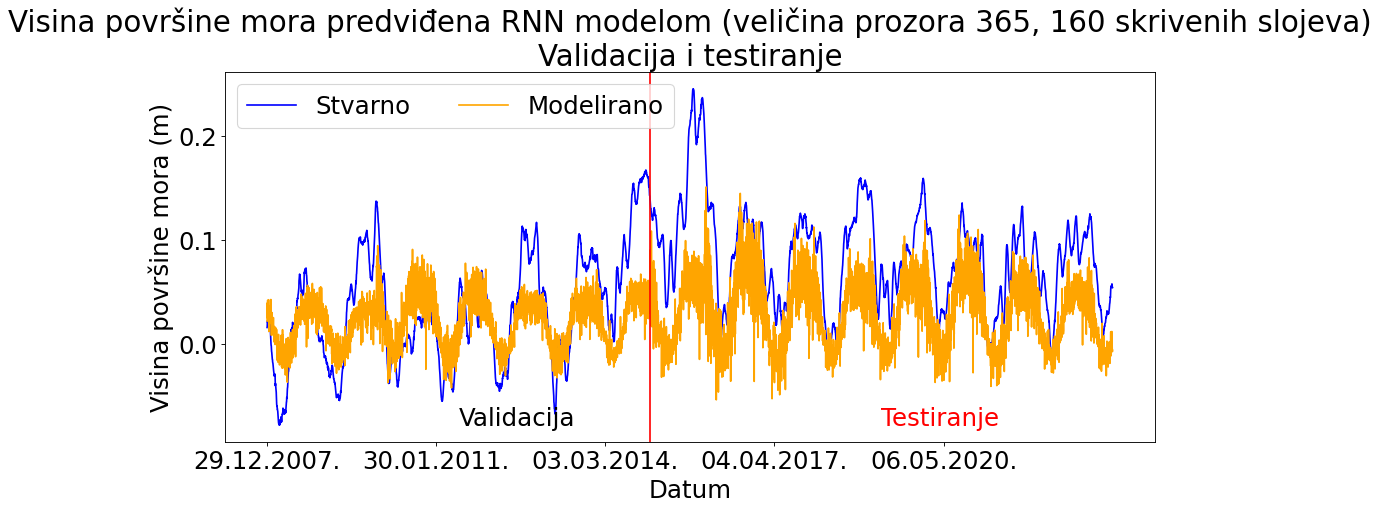 Visina površine mora predviđena RNN modelom (veličina prozora 365, 160 skrivenih slojeva)
Validacija i testiranje
Stvarno
Modelirano
Visina površine mora (m)
0.2
0.1
0.0
Validacija
Testiranje
29.12.2007.
30.01.2011.
03.03.2014.
04.04.2017.
06.05.2020.
Datum